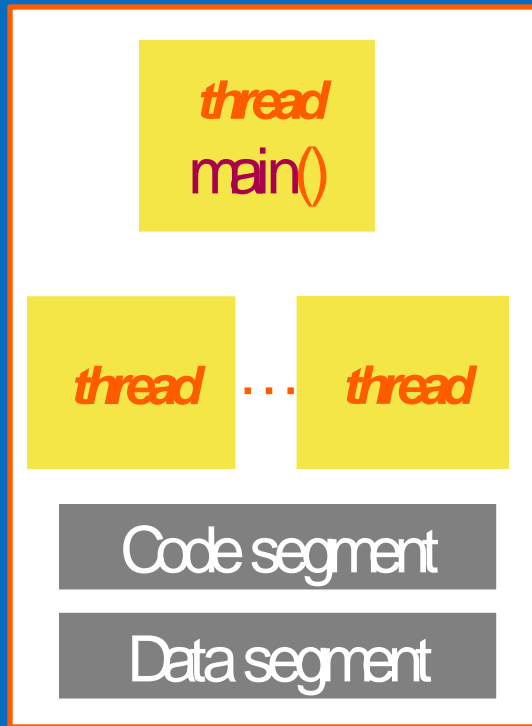 thread
main()
thread ... thread
Code segment
Data segment